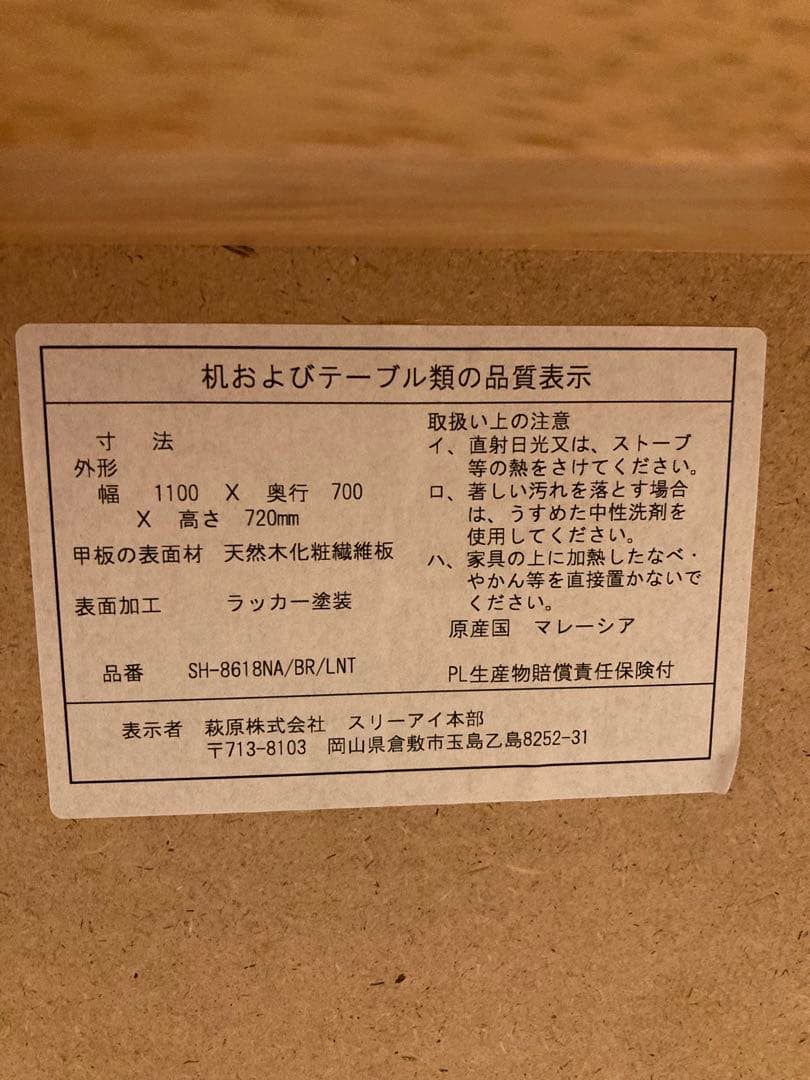 机およびテーブル類の品質表示
寸　法
外形
幅　1100　X　奥行　700
X　高さ　720mm
甲板の表面材　天然木化粧繊維板
表面加工　ラッカー塗装
品番　SH-8618NA/BR/LNT
取扱い上の注意
イ、直射日光又は、ストーブ
等の熱をさけてください。
ロ、著しい汚れを落とす場合
は、うすめた中性洗剤を
使用してください。
ハ、家具の上に加熱したなべ・
やかん等を直接置かないで
ください。
原産国　マレーシア
PL生産物賠償責任保険付
表示者　萩原株式会社　スリーアイ本部
〒713-8103　岡山県倉敷市玉島乙島8252-31